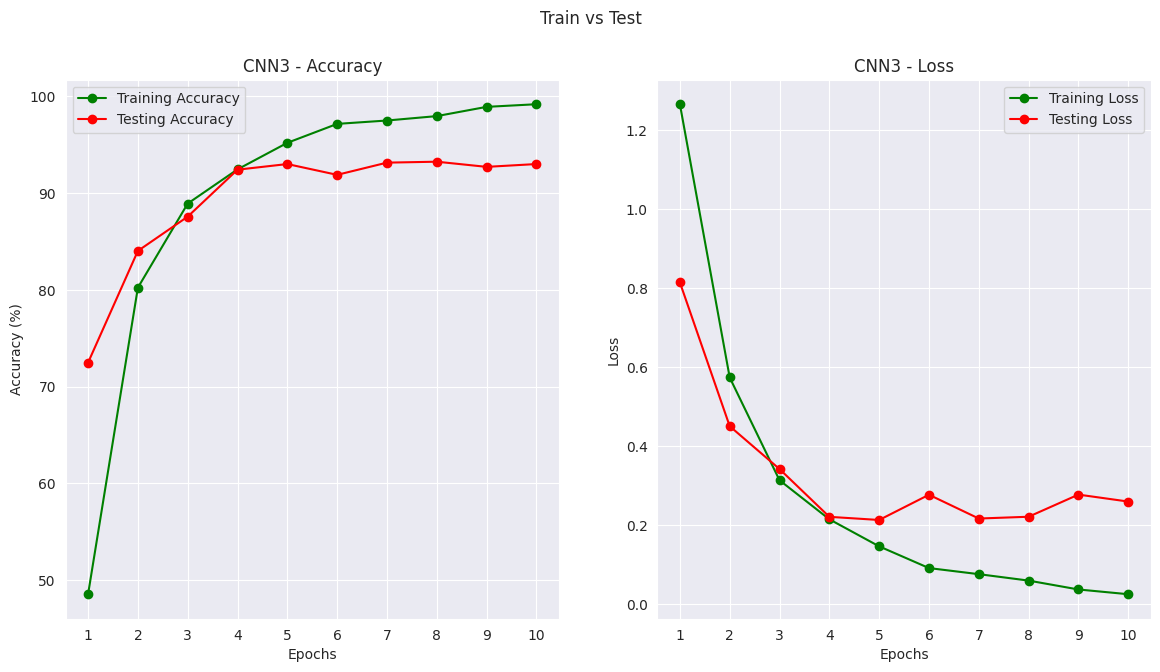 Train vs Test
CNN3 - Accuracy
Training Accuracy
Testing Accuracy
Accuracy (%)
100
90
80
70
60
50
1 2 3 4 5 6 7 8 9 10
Epochs
CNN3 - Loss
Training Loss
Testing Loss
Loss
1.2
1.0
0.8
0.6
0.4
0.2
0.0
1 2 3 4 5 6 7 8 9 10
Epochs